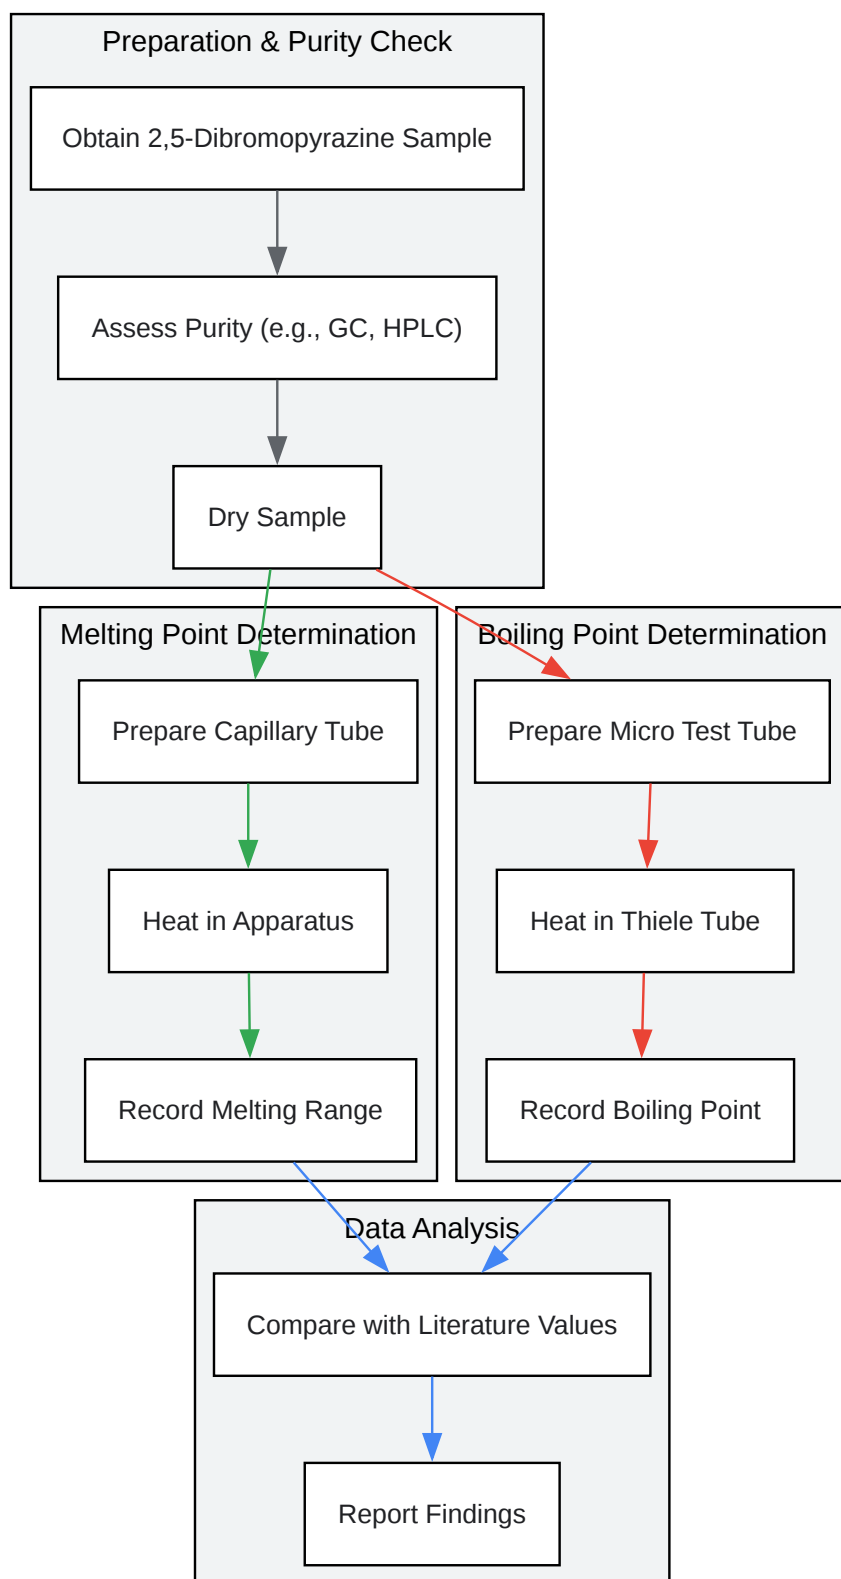 Preparation & Purity Check
Obtain 2,5-Dibromopyrazine Sample
Assess Purity (e.g., GC, HPLC)
Dry Sample
Melting Point Determination
Prepare Capillary Tube
Heat in Apparatus
Record Melting Range
Boiling Point Determination
Prepare Micro Test Tube
Heat in Thiele Tube
Record Boiling Point
Data Analysis
Compare with Literature Values
Report Findings